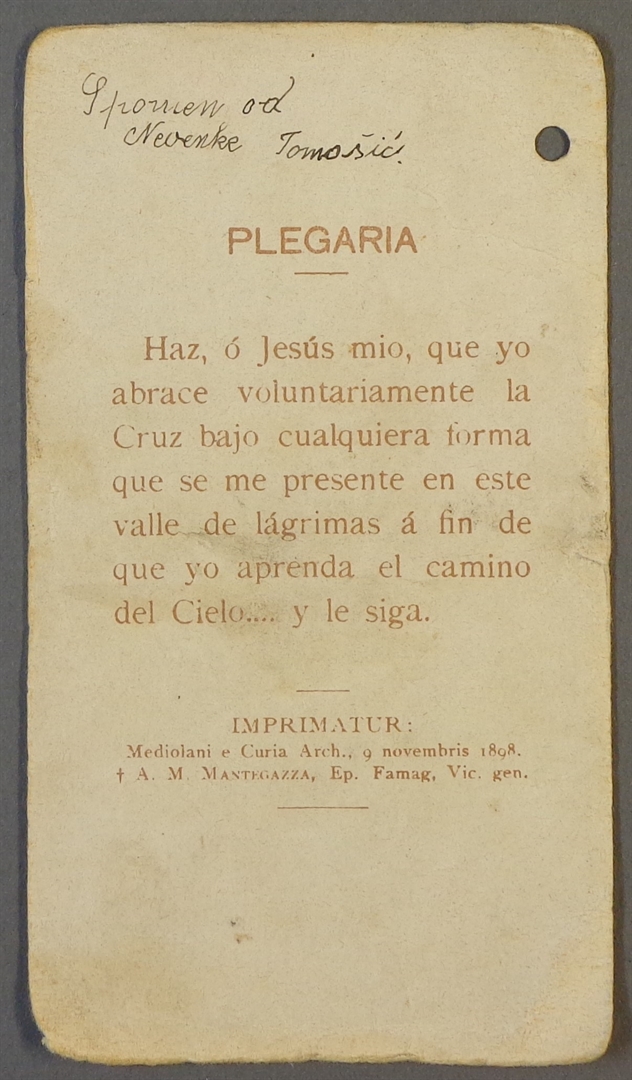 Spomen od
Nevenke Tomošić.
PLEGARIA
Haz, ó Jesús mio, que yo
abrace voluntariamente la
Cruz bajo cualquiera forma
que se me presente en este
valle de lágrimas á fin de
que yo aprenda el camino
del Cielo.... y le siga.
IMPRIMATUR:
Mediolani e Curia Arch., 9 novembris 1898.
† A. M. MANTEGAZZA, Ep. Famag, Vic. gen.